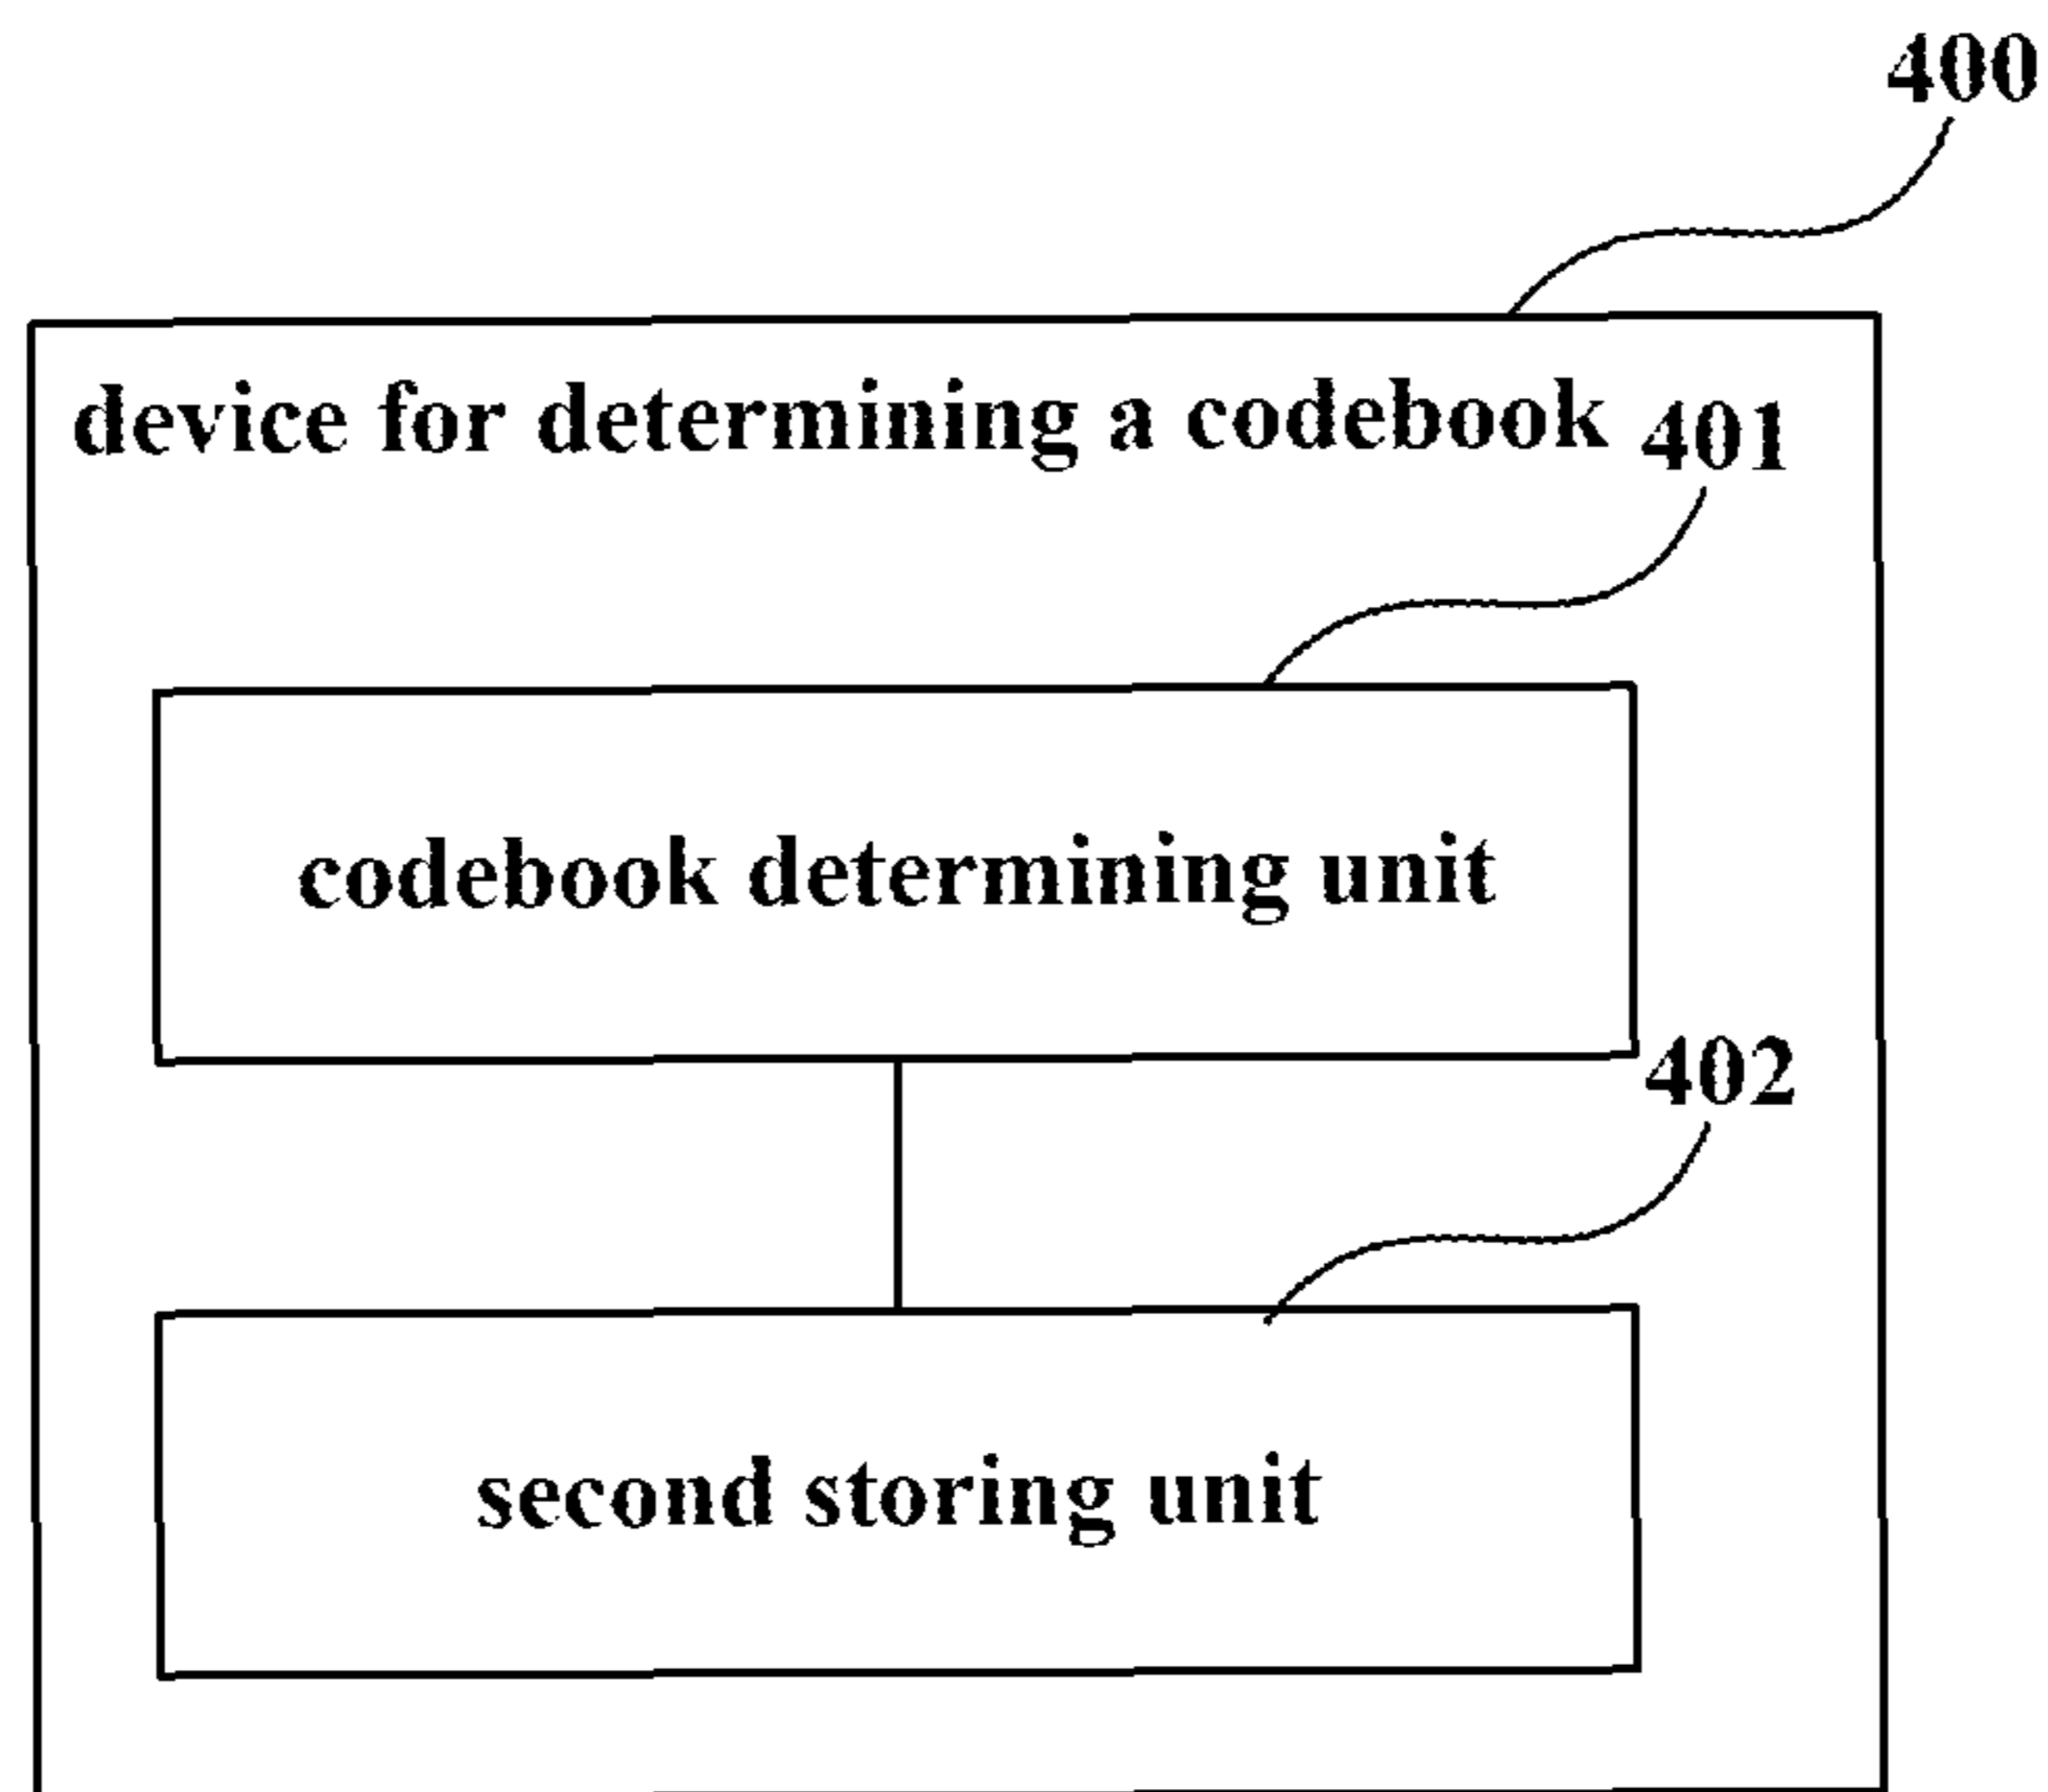 400
device for determining a codebook
401
codebook determining unit
402
second storing unit